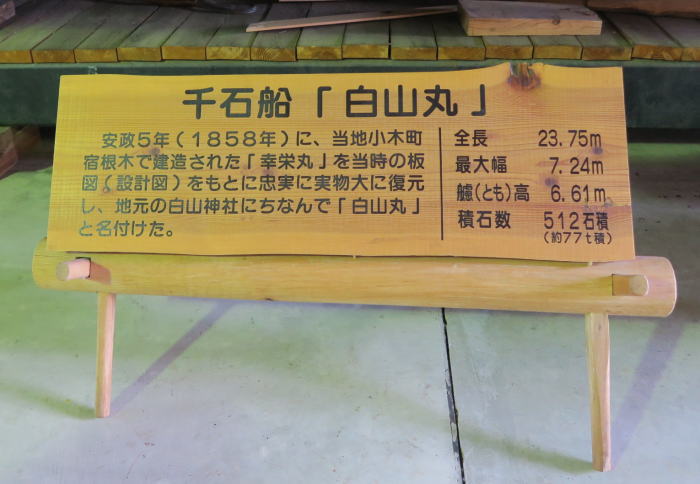 千石船「白山丸」
安政5年(1858年)に、当地小木町
宿根木で建造された「幸栄丸」を当時の板
図(設計図)をもとに忠実に実物大に復元
し、地元の白山神社にちなんで「白山丸」
と名付けた。
全長 23.75m
最大幅 7.24m
艫(とも)高 6.61m
積石数 512石積
(約77t積)